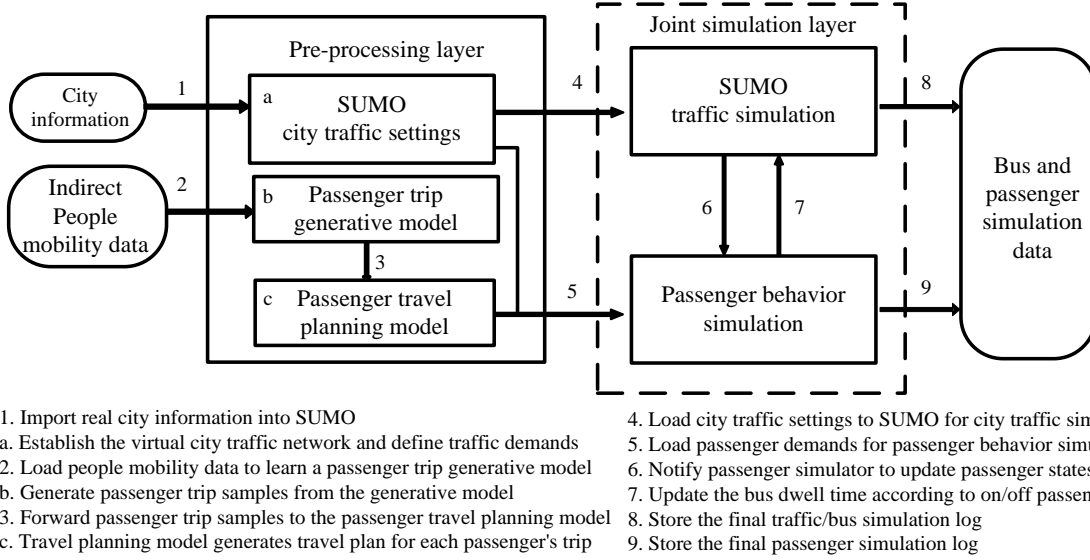 Pre-processing layer
Joint simulation layer
City
information
1
a
SUMO
city traffic settings
4
SUMO
traffic simulation
8
Indirect
People
mobility data
2
b
Passenger trip
generative model
3
c
Passenger travel
planning model
5
6
7
Passenger behavior
simulation
9
Bus and
passenger
simulation
data
1. Import real city information into SUMO
a. Establish the virtual city traffic network and define traffic demands
2. Load people mobility data to learn a passenger trip generative model
b. Generate passenger trip samples from the generative model
3. Forward passenger trip samples to the passenger travel planning model
c. Travel planning model generates travel plan for each passenger's trip
4. Load city traffic settings to SUMO for city traffic
5. Load passenger demands for passenger behavior
6. Notify passenger simulator to update passenger states
7. Update the bus dwell time according to on/off
8. Store the final traffic/bus simulation log
9. Store the final passenger simulation log